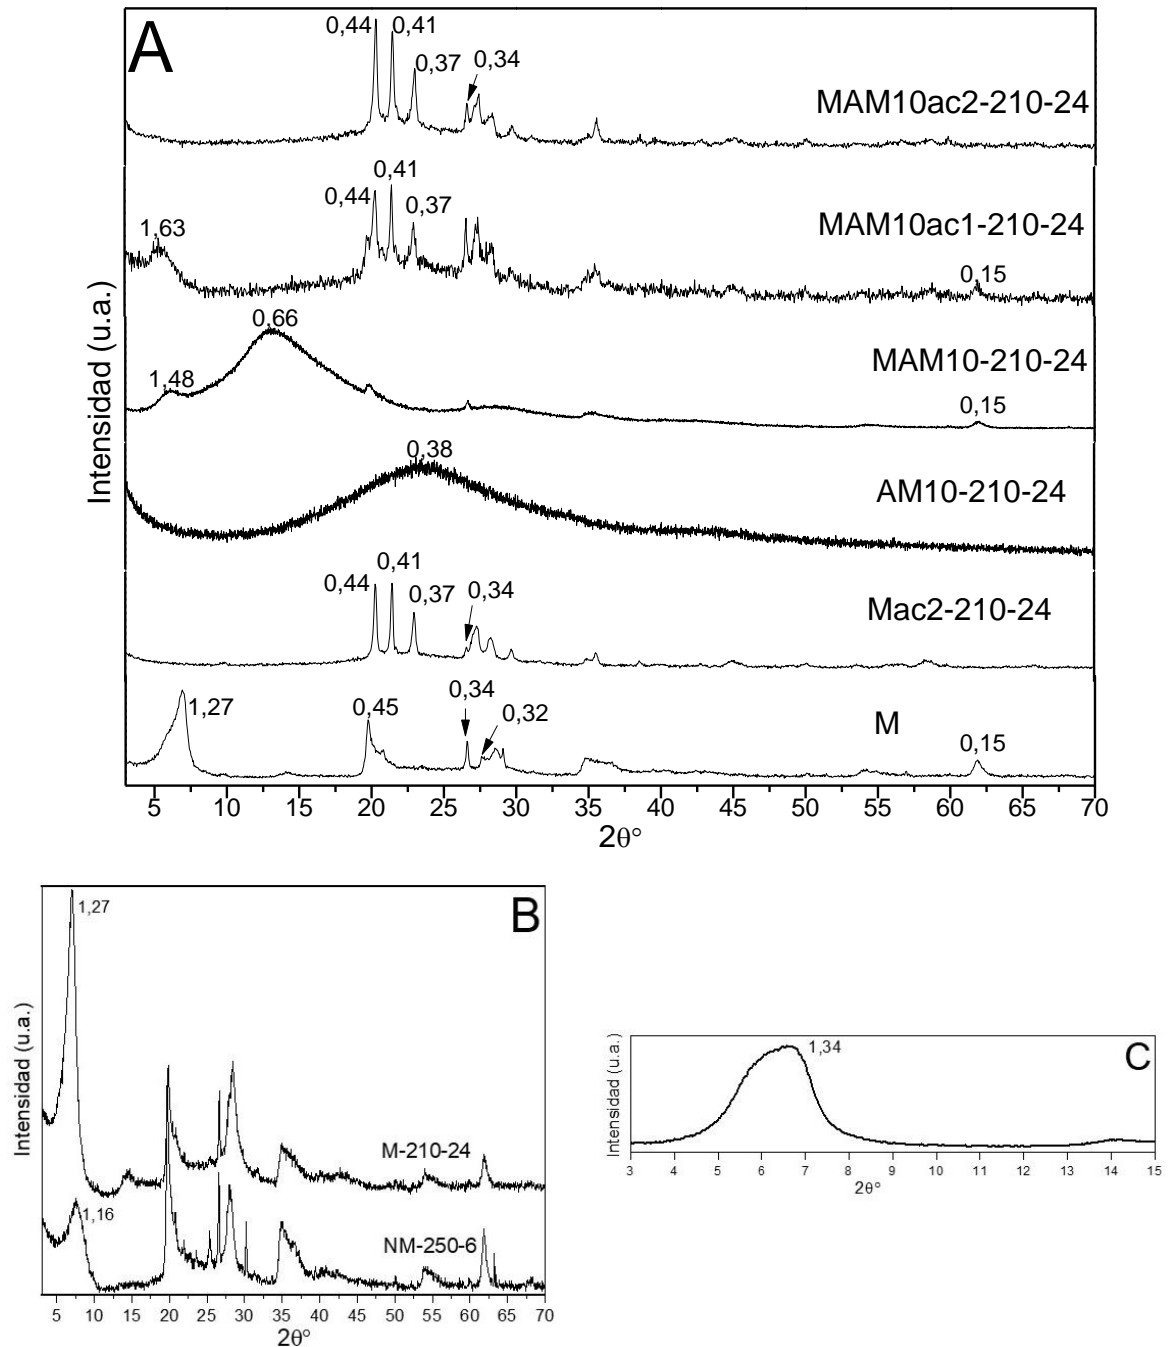 A
0,44 0,41
0,37 0,34
MAM10ac2-210-24
0,41
0,44 0,37
1,63
MAM10ac1-210-24
0,15
0,66
1,48
MAM10-210-24
0,15
0,38
AM10-210-24
0,41
0,44 0,37 0,34
Mac2-210-24
0,34
1,27 0,45 0,32
M
0,15
Intensidad (u.a.)
5 10 15 20 25 30 35 40 45 50 55 60 65 70
2θ°
B
1,27
M-210-24
1,16
NM-250-6
Intensidad (u.a.)
5 10 15 20 25 30 35 40 45 50 55 60 65 70
2θ°
C
1,34
Intensidad (u.a.)
3 4 5 6 7 8 9 10 11 12 13 14 15
2θ°